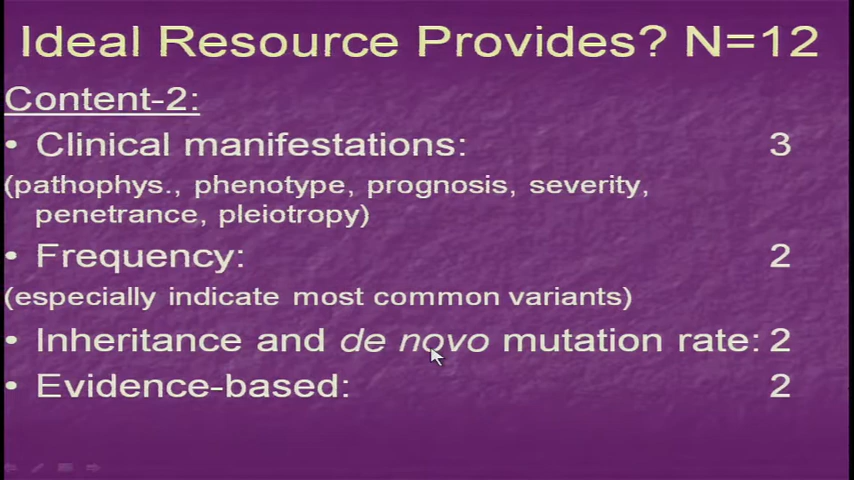 Ideal Resource Provides? N=12
Content-2:
• Clinical manifestations: 3
(pathophys., phenotype, prognosis, severity,
penetrance, pleiotropy)
• Frequency: 2
(especially indicate most common variants)
• Inheritance and de novo mutation rate: 2
• Evidence-based: 2